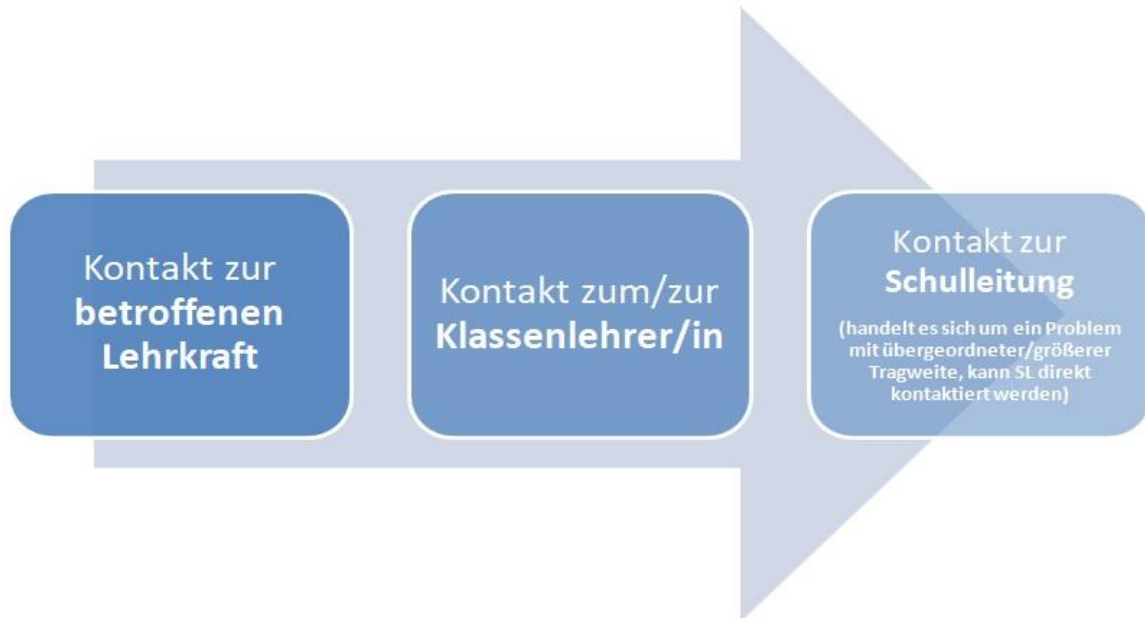 Kontakt zur
betroffenen
Lehrkraft
Kontakt zum/zur
Klassenlehrer/in
Kontakt zur
Schulleitung
(handelt es sich um ein Problem
mit übergeordneter/größerer
Tragweite, kann SL direkt
kontaktiert werden)